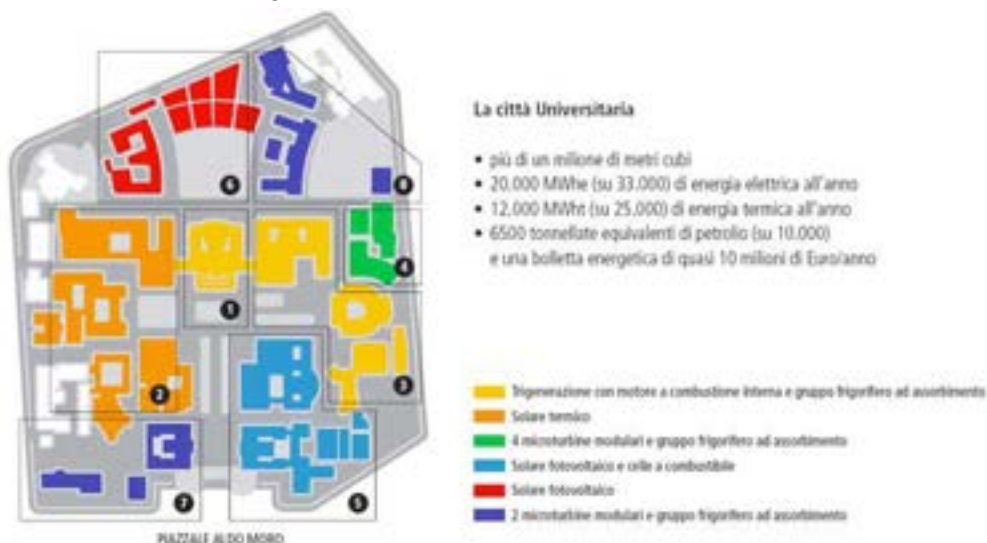 La città Universitaria
• più di un milione di metri cubi
• 20.000 MWhe (su 33.000) di energia elettrica all'anno
• 12.000 MWht (su 25.000) di energia termica all'anno
• 6500 tonnellate equivalenti di petrolio (su 10.000)
e una bolletta energetica di quasi 10 milioni di Euro/anno
6
8
4
1
3
2
7
5
Trigenerazione con motore a combustione interna e gruppo frigorifero ad assorbimento
Solare termico
4 microturbine modulari e gruppo frigorifero ad assorbimento
Solare fotovoltaico e celle a combustibile
Solare fotovoltaico
2 microturbine modulari e gruppo frigorifero ad assorbimento
PIAZZALE ALDO MORO